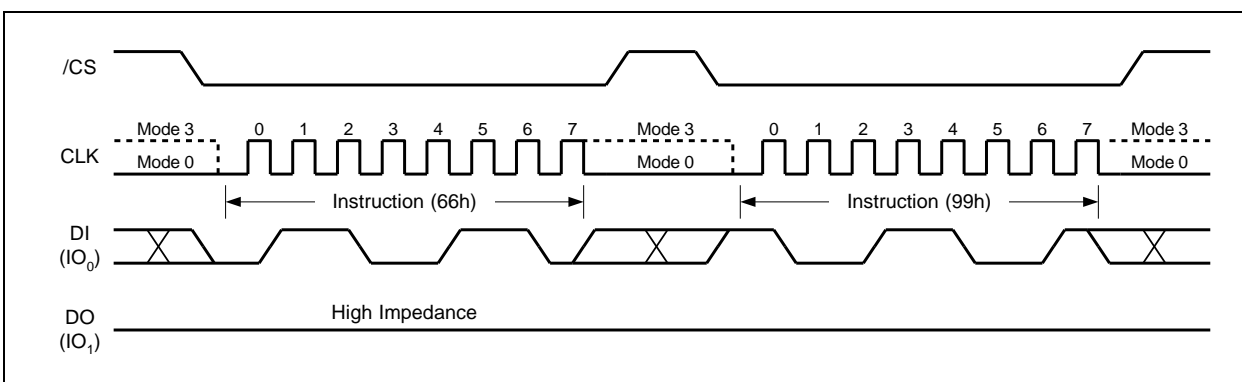 /CS
Mode 3 0 1 2 3 4 5 6 7 Mode 3 0 1 2 3 4 5 6 7 Mode 3
CLK
Mode 0 Mode 0 Mode 0
Instruction (66h) Instruction (99h)
DI
(IO0)
High Impedance
DO
(IO1)